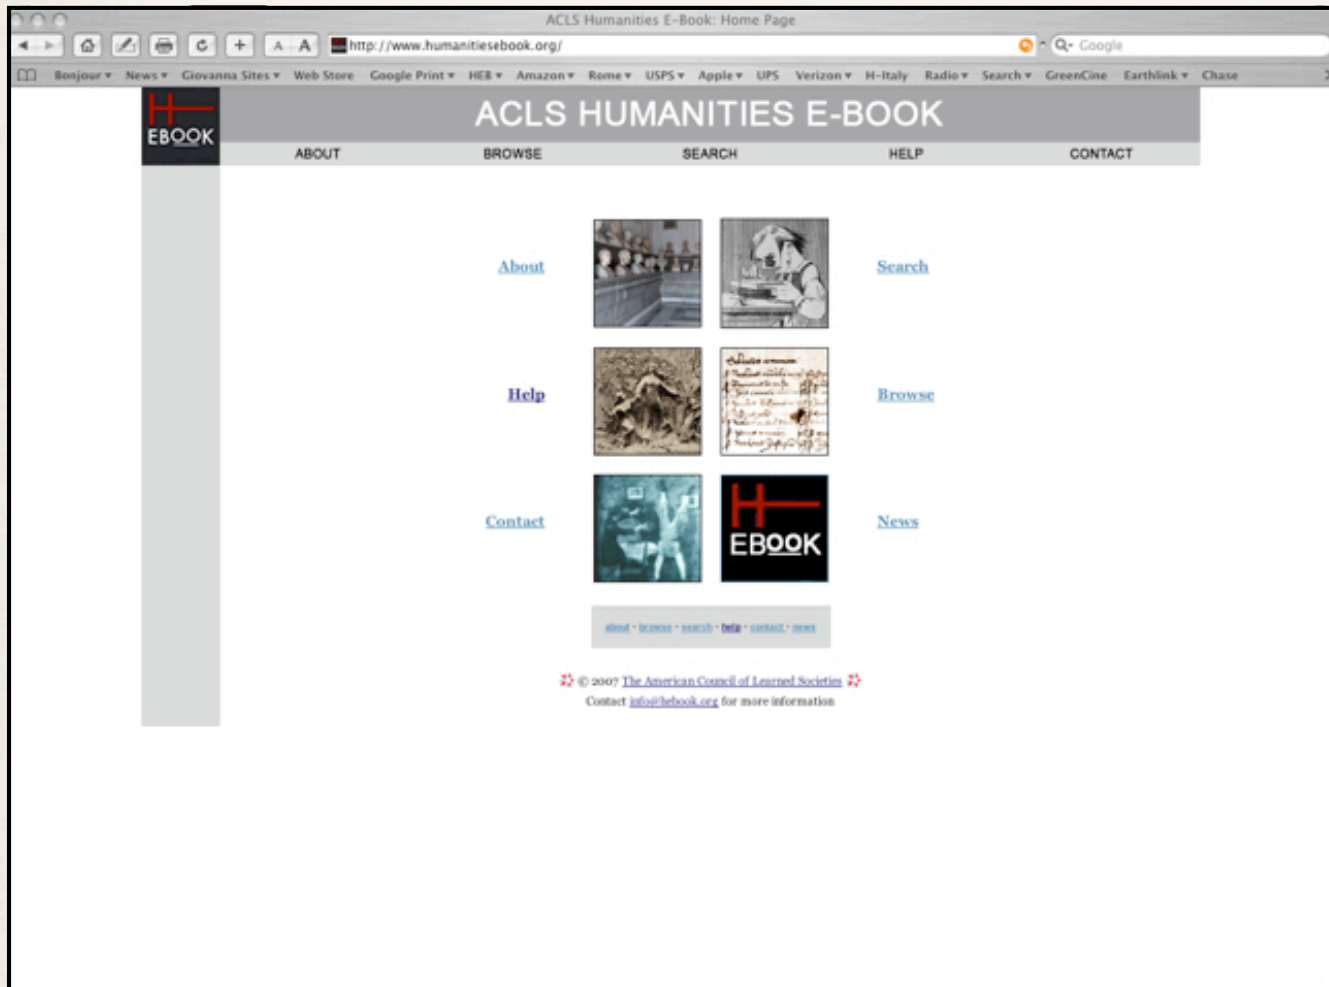 ACLS Humanities E-Book: Home Page
A A http://www.humanitiesebook.org/ Google
Bonjour News Giovanna Sites Web Store Google Print HEB Amazon Rome USPS Apple UPS Verizon H-Italy Radio Search GreenCine Earthlink Chase
H
EBOOK
ACLS HUMANITIES E-BOOK
ABOUT BROWSE SEARCH HELP CONTACT
About Search
Help Browse
Contact News
H
EBOOK
about · browse · search · help · contact · news
© 2007 The American Council of Learned Societies
Contact info@hebook.org for more information